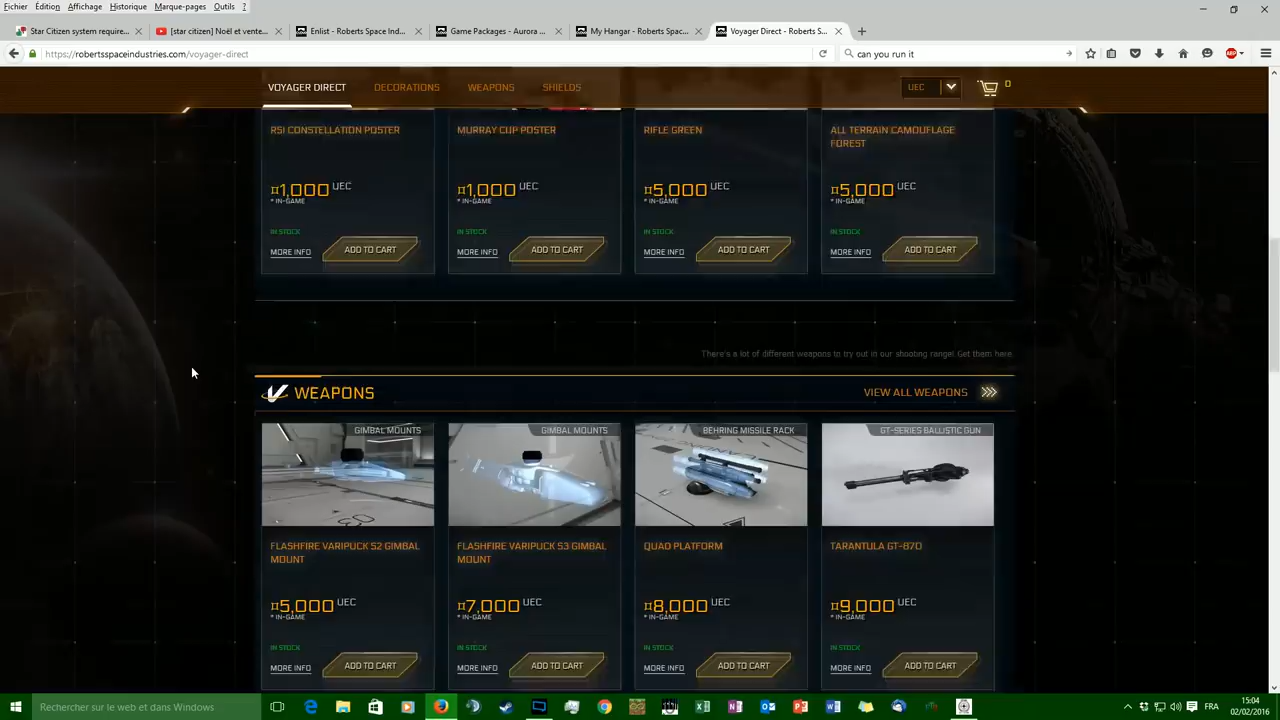 Fichier Édition Affichage Historique Marque-pages Outils ?
Star Citizen system require...
[star citizen] Noël et vente...
Enlist - Roberts Space Ind...
Game Packages - Aurora ...
My Hangar - Roberts Spac...
Voyager Direct - Roberts S...
https://robertsspaceindustries.com/voyager-direct
can you run it
VOYAGER DIRECT DECORATIONS WEAPONS SHIELDS
UEC
0
RSI CONSTELLATION POSTER
¤1,000 UEC
* IN-GAME
IN STOCK
MORE INFO ADD TO CART
MURRAY CUP POSTER
¤1,000 UEC
* IN-GAME
IN STOCK
MORE INFO ADD TO CART
RIFLE GREEN
¤5,000 UEC
* IN-GAME
IN STOCK
MORE INFO ADD TO CART
ALL TERRAIN CAMOUFLAGE
FOREST
¤5,000 UEC
* IN-GAME
IN STOCK
MORE INFO ADD TO CART
There's a lot of different weapons to try out in our shooting range! Get them here.
WEAPONS
VIEW ALL WEAPONS
GIMBAL MOUNTS
FLASHFIRE VARIPUCK S2 GIMBAL
MOUNT
¤5,000 UEC
* IN-GAME
IN STOCK
MORE INFO ADD TO CART
GIMBAL MOUNTS
FLASHFIRE VARIPUCK S3 GIMBAL
MOUNT
¤7,000 UEC
* IN-GAME
IN STOCK
MORE INFO ADD TO CART
BEHRING MISSILE RACK
QUAD PLATFORM
¤8,000 UEC
* IN-GAME
IN STOCK
MORE INFO ADD TO CART
GT-SERIES BALLISTIC GUN
TARANTULA GT-870
¤9,000 UEC
* IN-GAME
IN STOCK
MORE INFO ADD TO CART
Rechercher sur le web et dans Windows
FRA
15:04
02/02/2016